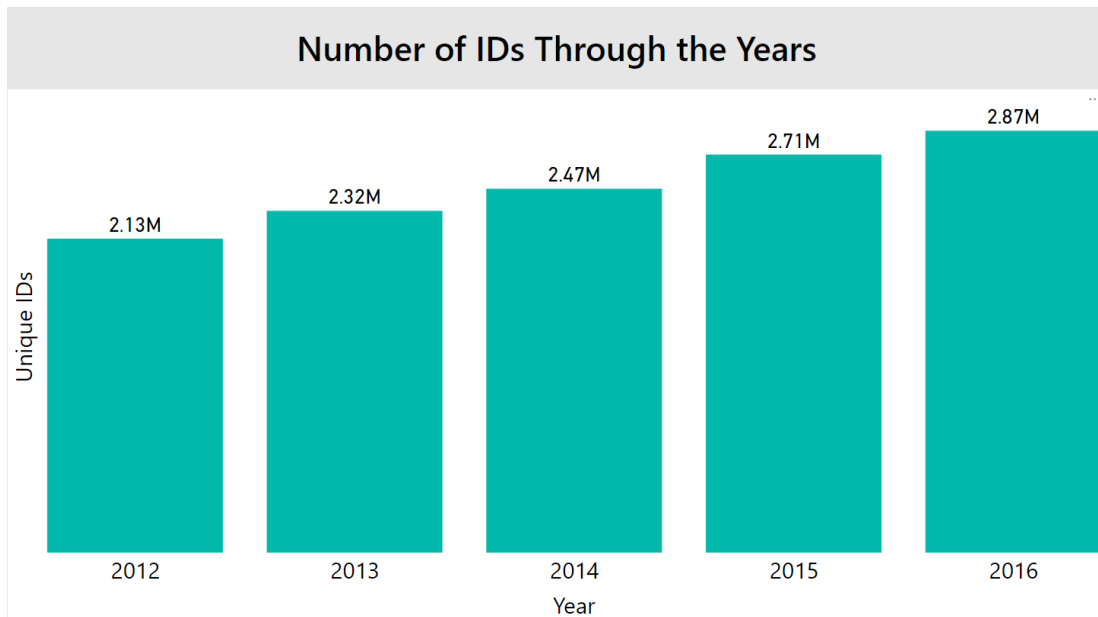 Number of IDs Through the Years
2.13M
2.32M
2.47M
2.71M
2.87M
Unique IDs
2012
2013
2014
2015
2016
Year